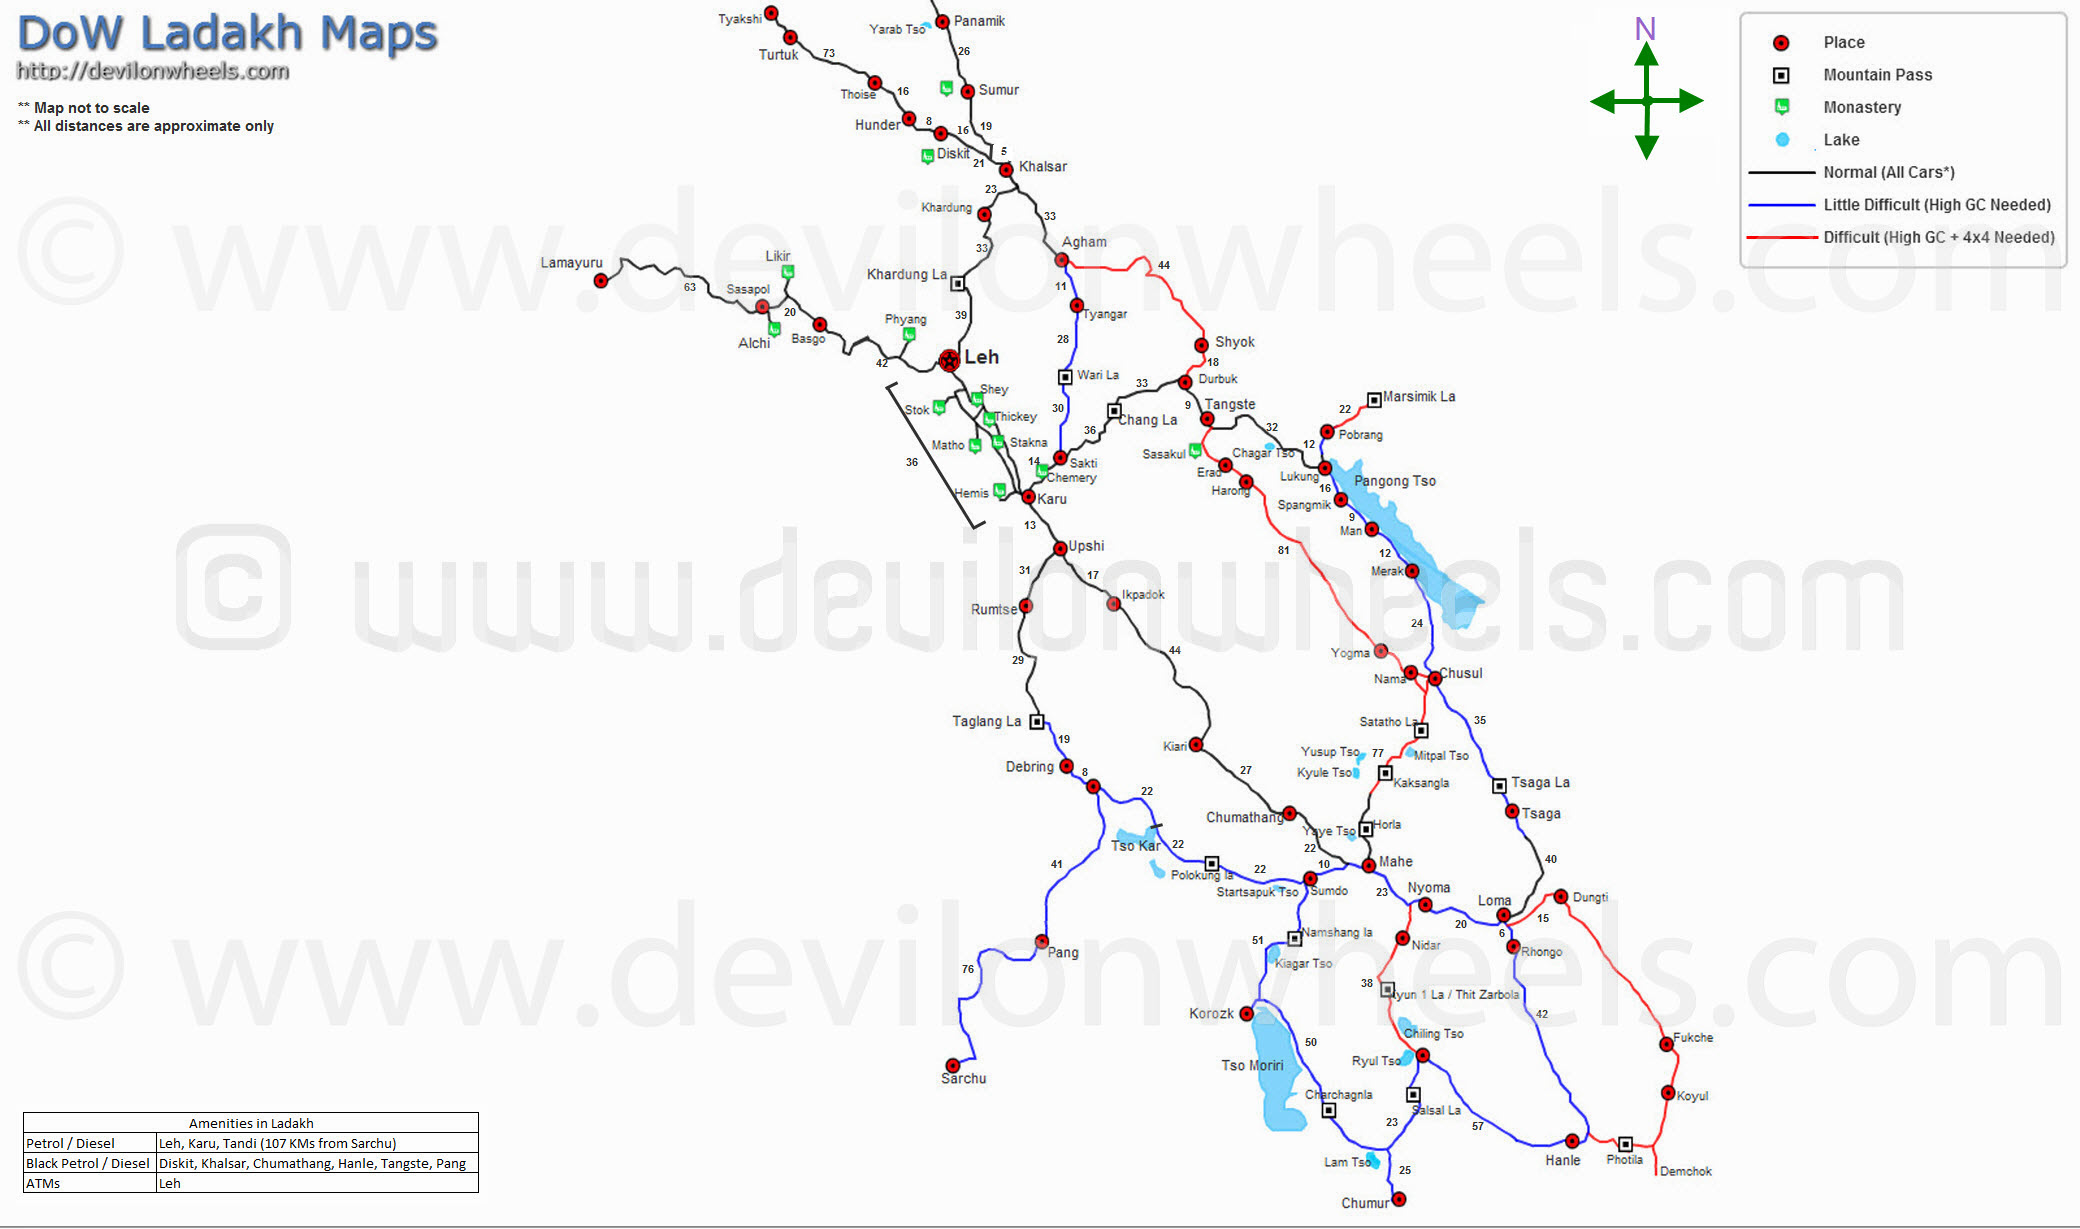 DoW Ladakh Maps
http://devilonwheels.com
** Map not to scale
** All distances are approximate only
N
Place
Mountain Pass
Monastery
Lake
Normal (All Cars*)
Little Difficult (High GC Needed)
Difficult (High GC + 4x4 Needed)
© www.devilonwheels.com
© www.devilonwheels.com
© www.devilonwheels.com
Tyakshi
Turtuk
73
Thoise
16
Hunder
8
Diskit
16
21
Yarab Tso
Panamik
26
Sumur
19
5
Khalsar
23
Khardung
33
33
Agham
Khardung La
39
11
44
Tyangar
28
Wari La
30
Shyok
18
Durbuk
33
Chang La
36
9
Tangste
Lamayuru
63
Sasapol
Likir
20
Alchi
Basgo
Phyang
42
Leh
Shey
Stok
Thickey
Matho
Stakna
36
14
Sakti
Chemery
Hemis
Karu
13
Upshi
Marsimik La
22
Pobrang
12
32
Chagar Tso
Sasakul
Erad
Harong
Lukung
16
Pangong Tso
Spangmik
9
Man
12
Merak
81
24
31
17
Ikpadok
Rumtse
44
29
Yogma
Nama
Chusul
Taglang La
19
Debring
8
Kiari
27
Satatho La
35
Yusup Tso
77
Mitpal Tso
Kyule Tso
Kaksangla
Tsaga La
Tsaga
22
Chumathang
Yaye Tso
Horla
22
Tso Kar
22
Polokung la
22
10
Mahe
40
Startsapuk Tso
Sumdo
23
Nyoma
Loma
Dungti
15
20
6
41
51
Namshang la
Kiagar Tso
Nidar
Rhongo
Pang
76
38
Kyun 1 La / Thit Zarbola
42
Korozk
50
Chiling Tso
Ryul Tso
Fukche
Tso Moriri
Sarchu
Charchagnla
Salsal La
Koyul
23
57
Lam Tso
25
Hanle
Photila
Demchok
Chumur
Amenities in Ladakh
Petrol / Diesel Leh, Karu, Tandi (107 KMs from Sarchu)
Black Petrol / Diesel Diskit, Khalsar, Chumathang, Hanle, Tangste, Pang
ATMs Leh